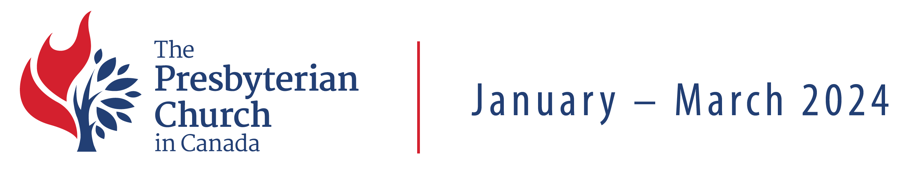 The
Presbyterian
Church
in Canada
January – March 2024